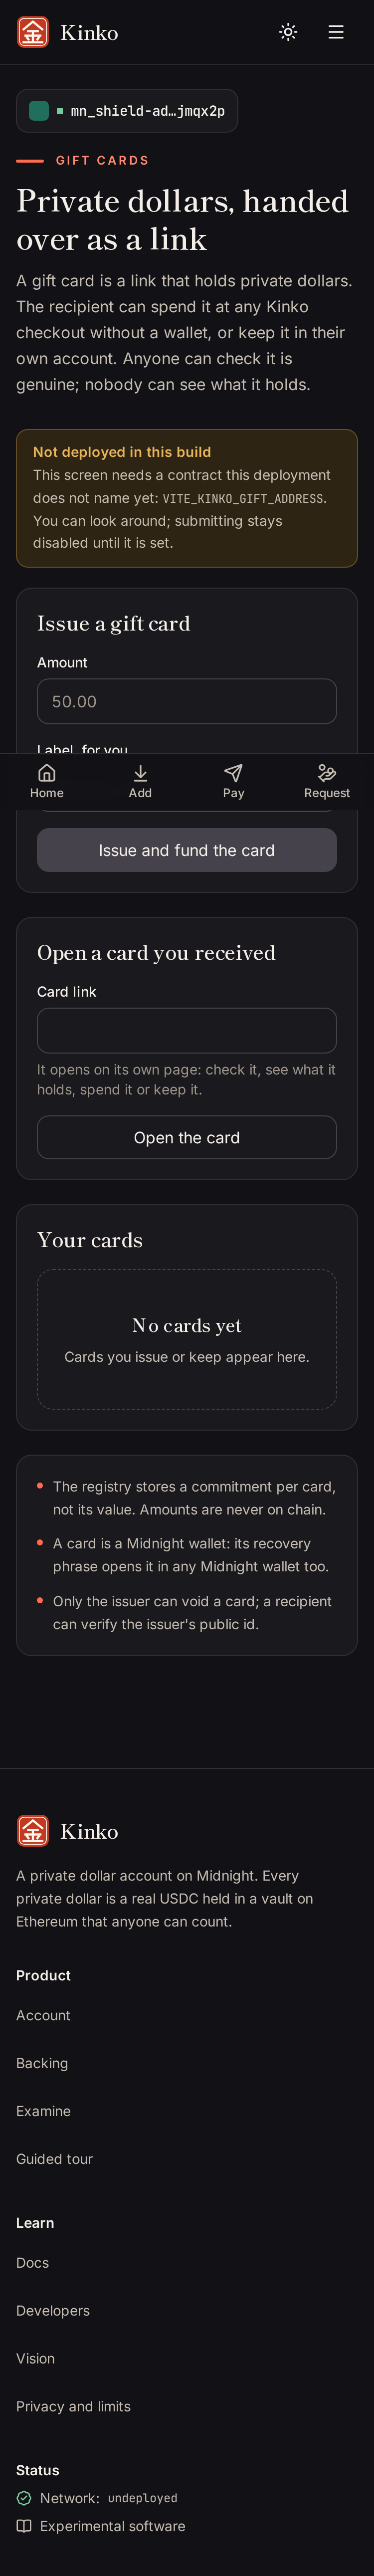 金 Kinko
mn_shield-ad…jmqx2p
GIFT CARDS
Private dollars, handed
over as a link
A gift card is a link that holds private dollars.
The recipient can spend it at any Kinko
checkout without a wallet, or keep it in their
own account. Anyone can check it is
genuine; nobody can see what it holds.
Not deployed in this build
This screen needs a contract this deployment
does not name yet: VITE_KINKO_GIFT_ADDRESS.
You can look around; submitting stays
disabled until it is set.
Issue a gift card
Amount
50.00
Label, for you
Home Add Pay Request
Issue and fund the card
Open a card you received
Card link
It opens on its own page: check it, see what it
holds, spend it or keep it.
Open the card
Your cards
No cards yet
Cards you issue or keep appear here.
The registry stores a commitment per card,
not its value. Amounts are never on chain.
A card is a Midnight wallet: its recovery
phrase opens it in any Midnight wallet too.
Only the issuer can void a card; a recipient
can verify the issuer's public id.
金 Kinko
A private dollar account on Midnight. Every
private dollar is a real USDC held in a vault on
Ethereum that anyone can count.
Product
Account
Backing
Examine
Guided tour
Learn
Docs
Developers
Vision
Privacy and limits
Status
Network: undeployed
Experimental software